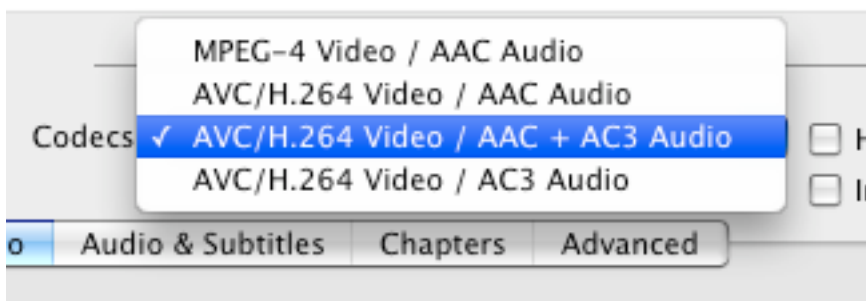 MPEG-4 Video / AAC Audio
AVC/H.264 Video / AAC Audio
Codecs ✓ AVC/H.264 Video / AAC + AC3 Audio
AVC/H.264 Video / AC3 Audio
Audio & Subtitles Chapters Advanced